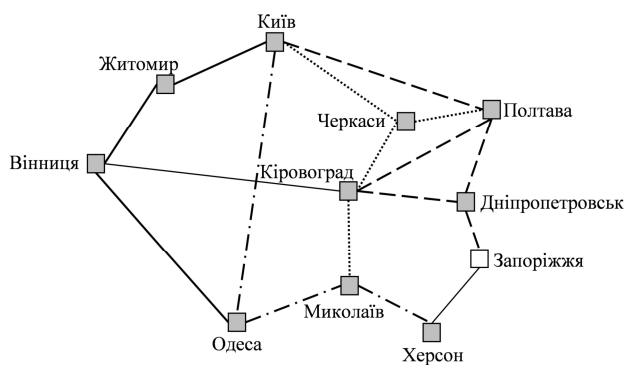 Київ
Житомир
Черкаси
Полтава
Вінниця
Кіровоград
Дніпропетровськ
Запоріжжя
Миколаїв
Одеса
Херсон